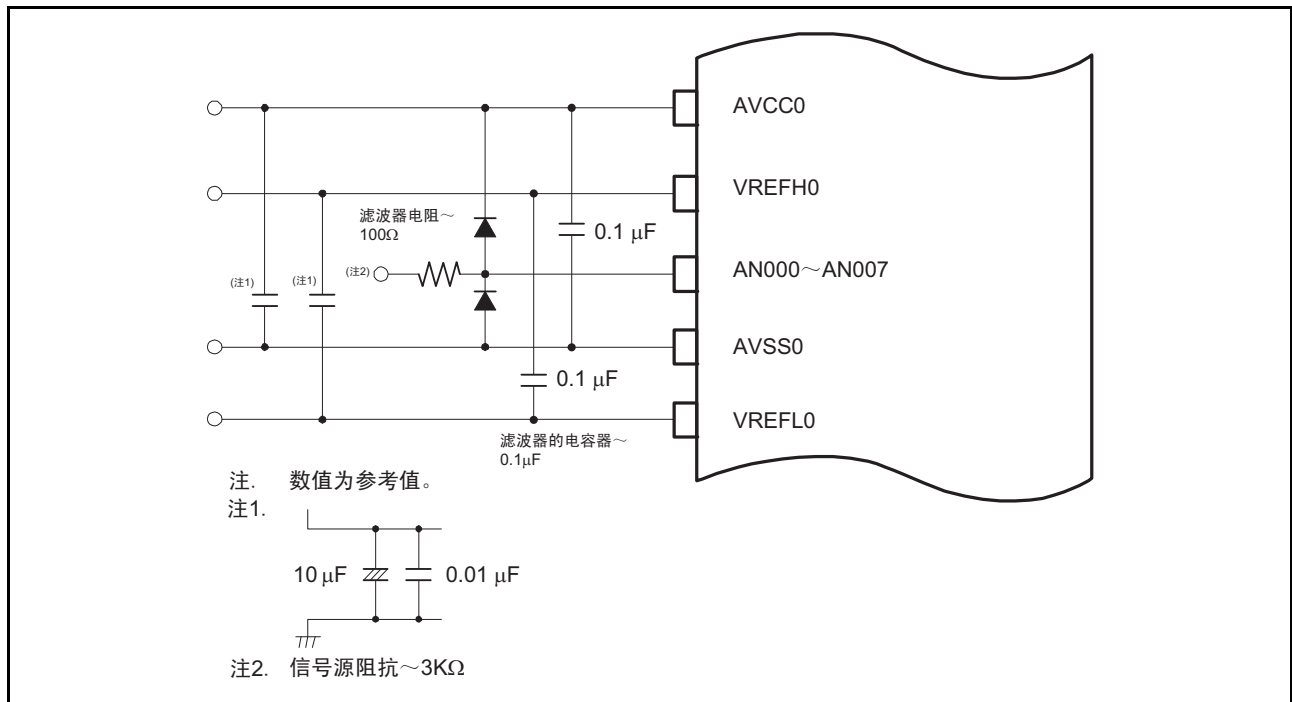 AVCC0
VREFH0
滤波器电阻～
100Ω
0.1 μF
(注1)
(注1)
(注2)
AN000～AN007
AVSS0
0.1 μF
VREFL0
滤波器的电容器～
0.1μF
注. 数值为参考值。
注1.
10 μF
0.01 μF
注2. 信号源阻抗～3KΩ